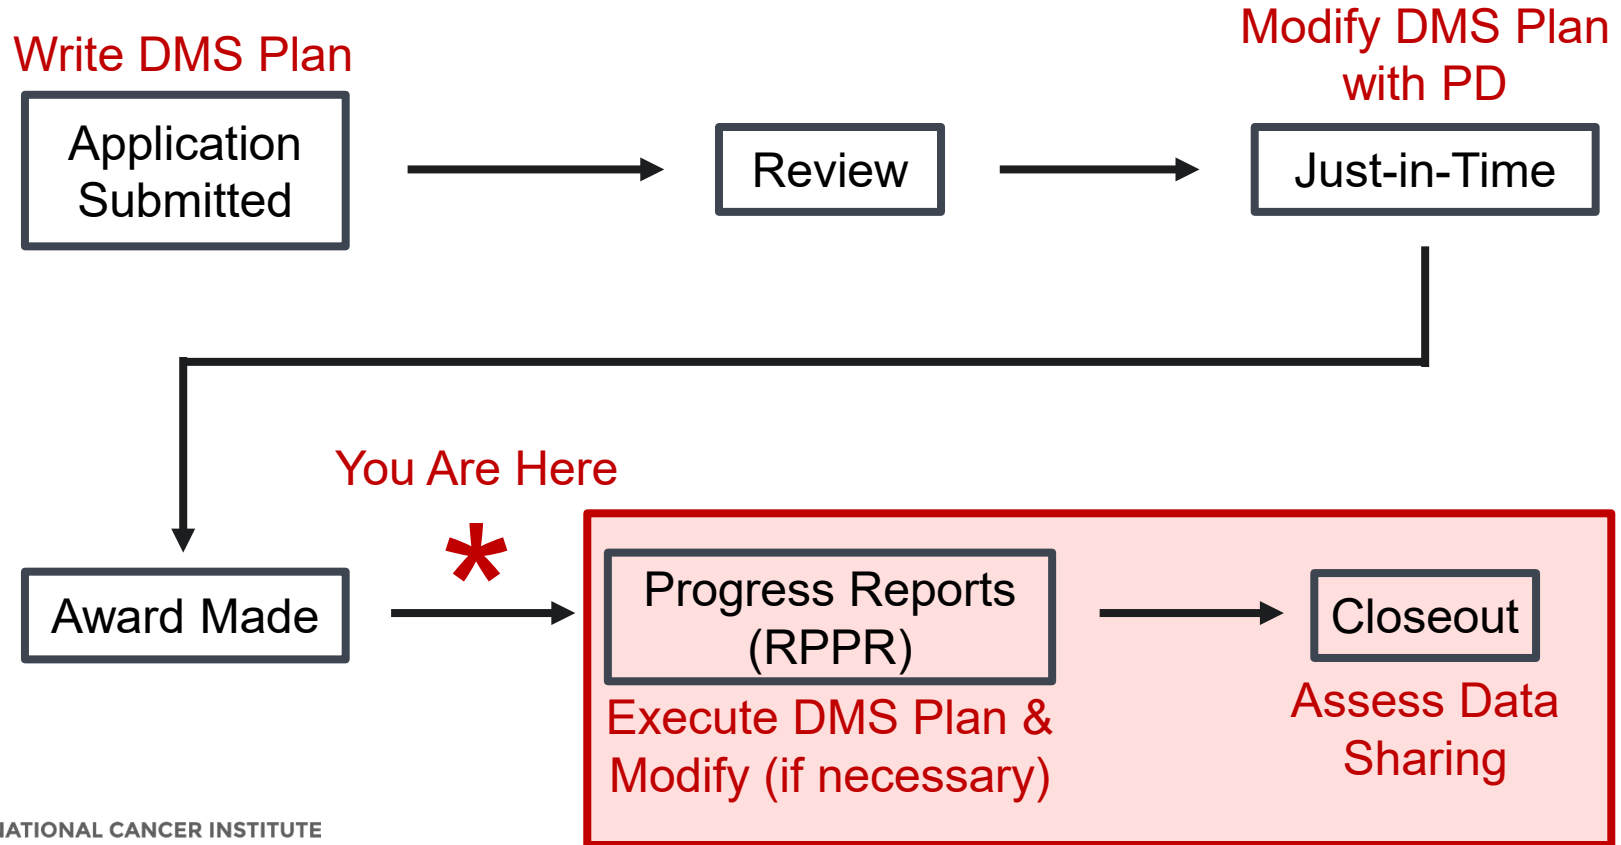 Write DMS Plan
Application
Submitted
Review
Modify DMS Plan
with PD
Just-in-Time
You Are Here
*
Award Made
Progress Reports
(RPPR)
Execute DMS Plan &
Modify (if necessary)
Closeout
Assess Data
Sharing
NATIONAL CANCER INSTITUTE